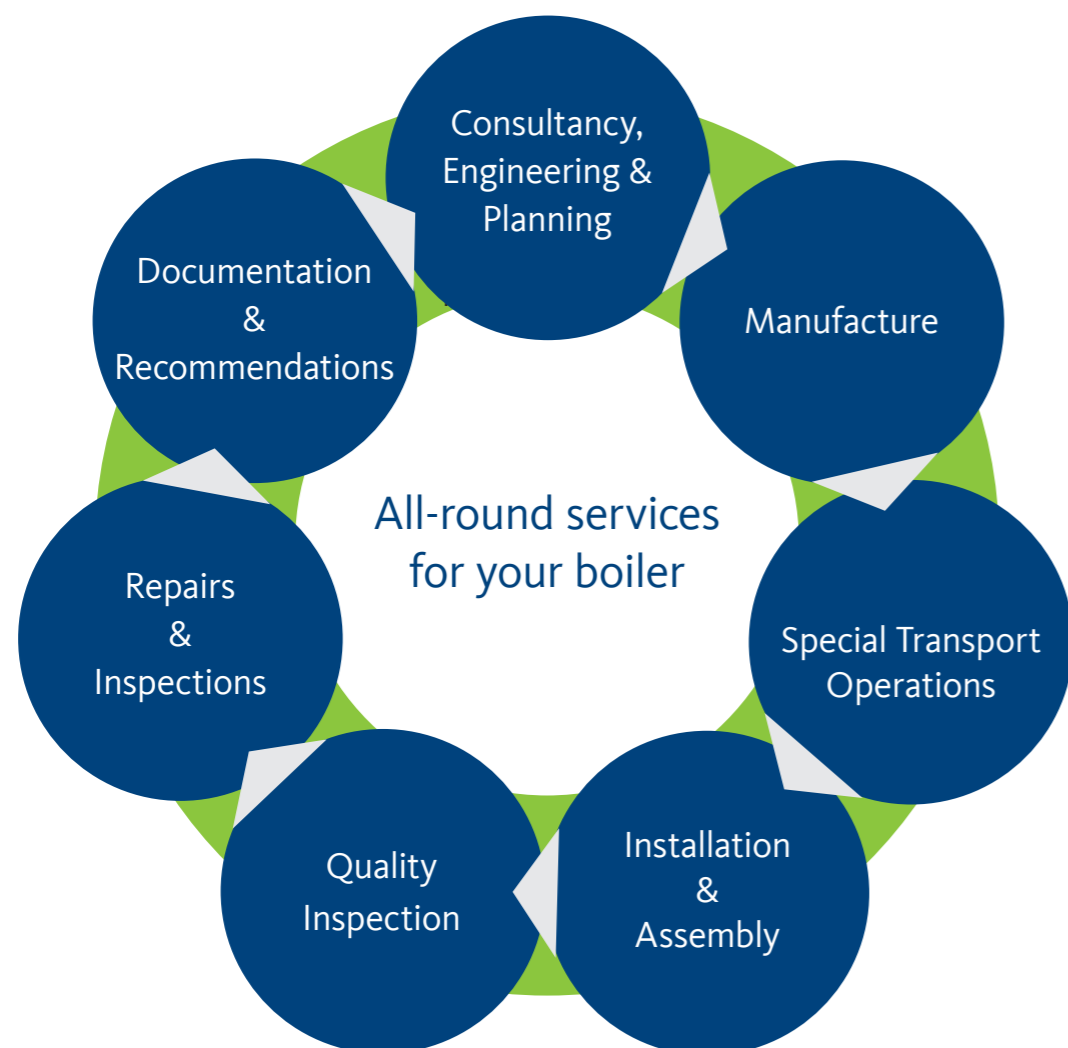 Consultancy,
Engineering &
Planning
Manufacture
Special Transport
Operations
Installation
&
Assembly
Quality
Inspection
Repairs
&
Inspections
Documentation
&
Recommendations
All-round services
for your boiler